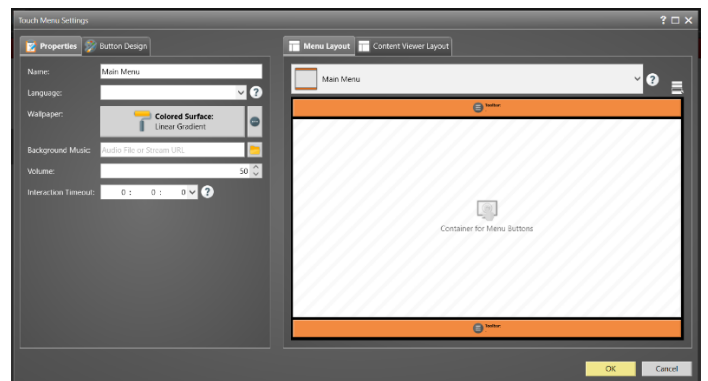 Touch Menu Settings
Properties
Button Design
Menu Layout
Content Viewer Layout
Name:
Main Menu
Language:
Wallpaper:
Colored Surface:
Linear Gradient
Background Music:
Audio File or Stream URL
Volume:
50
Interaction Timeout:
0 : 0 : 0
Main Menu
Toolbar
Container for Menu Buttons
Toolbar
OK
Cancel